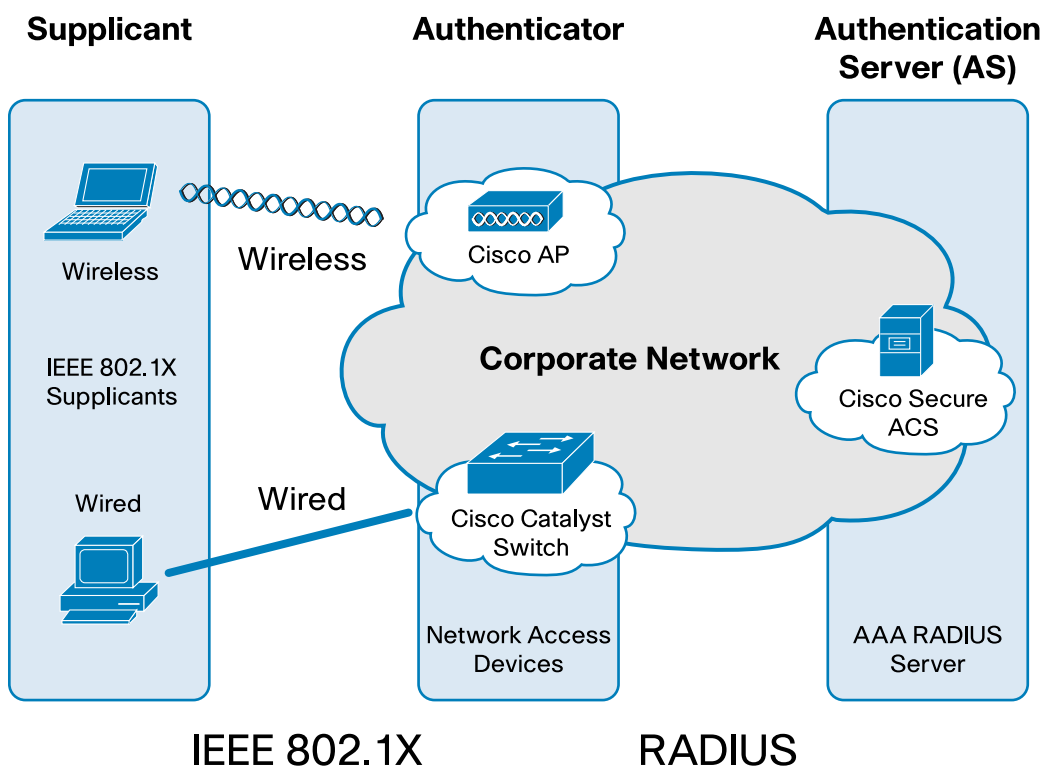 Supplicant
Authenticator
Authentication
Server (AS)
Wireless
Wireless
Cisco AP
IEEE 802.1X
Supplicants
Corporate Network
Cisco Secure
ACS
Wired
Wired
Cisco Catalyst
Switch
Network Access
Devices
AAA RADIUS
Server
IEEE 802.1X
RADIUS